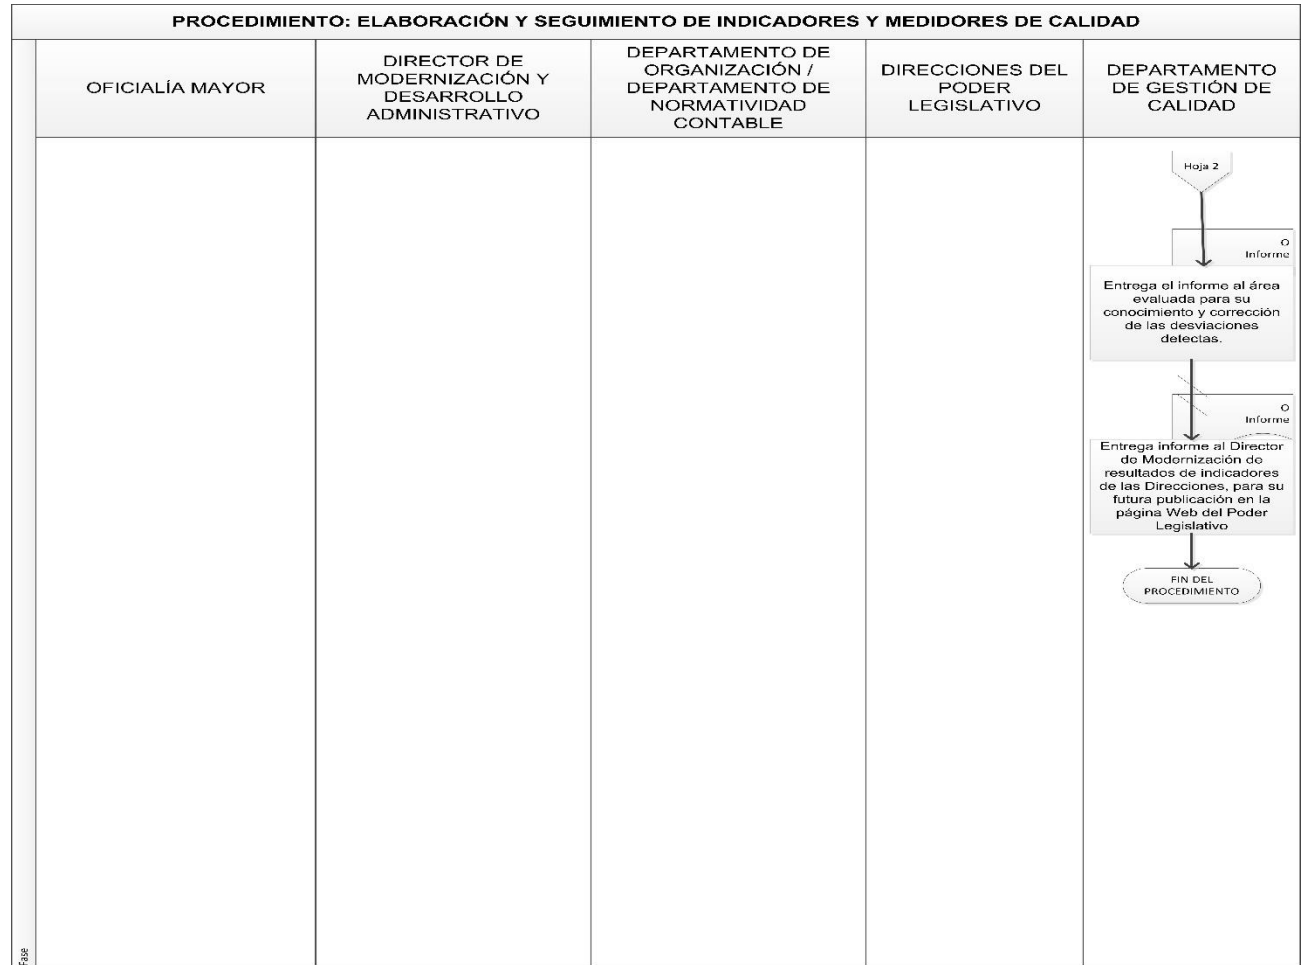 PROCEDIMIENTO: ELABORACIÓN Y SEGUIMIENTO DE INDICADORES Y MEDIDORES DE CALIDAD
OFICIALÍA MAYOR
DIRECTOR DE
MODERNIZACIÓN Y
DESARROLLO
ADMINISTRATIVO
DEPARTAMENTO DE
ORGANIZACIÓN /
DEPARTAMENTO DE
NORMATIVIDAD
CONTABLE
DIRECCIONES DEL
PODER
LEGISLATIVO
DEPARTAMENTO
DE GESTIÓN DE
CALIDAD
Hoja 2
O
Informe
Entrega el informe al área
evaluada para su
conocimiento y corrección
de las desviaciones
detectas.
O
Informe
Entrega informe al Director
de Modernización de
resultados de indicadores
de las Direcciones, para su
futura publicación en la
página Web del Poder
Legislativo
FIN DEL
PROCEDIMIENTO
Fase